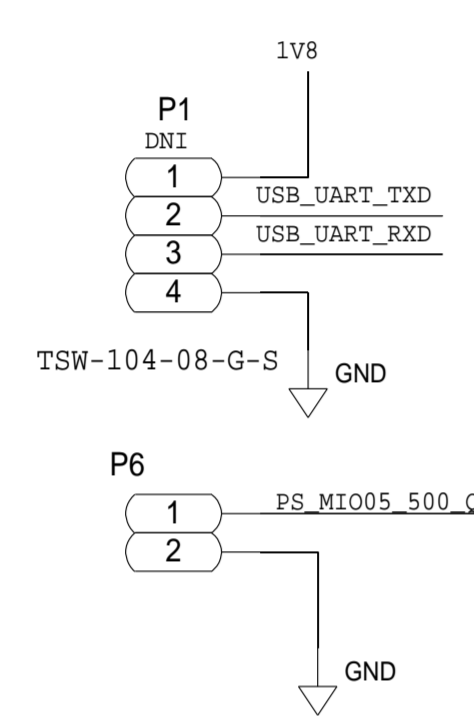 1V8
P1
DNI
1
USB_UART_TXD
2
USB_UART_RXD
3
4
TSW-104-08-G-S
GND
P6
1
PS_MIO05_500_
2
GND